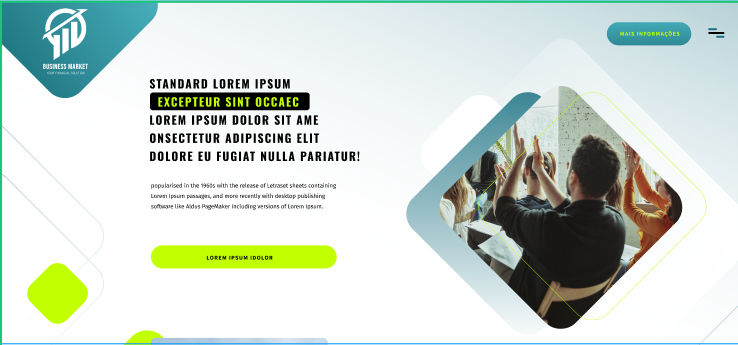 BUSINESS MARKET
YOUR FINANCIAL SOLUTION
MAIS INFORMAÇÕES
STANDARD LOREM IPSUM
EXCEPTEUR SINT OCCAEC
LOREM IPSUM DOLOR SIT AME
ONSECTETUR ADIPISCING ELIT
DOLORE EU FUGIAT NULLA PARIATUR!
popularised in the 1960s with the release of Letraset sheets containing
Lorem Ipsum passages, and more recently with desktop publishing
software like Aldus PageMaker including versions of Lorem Ipsum.
LOREM IPSUM IDOLOR